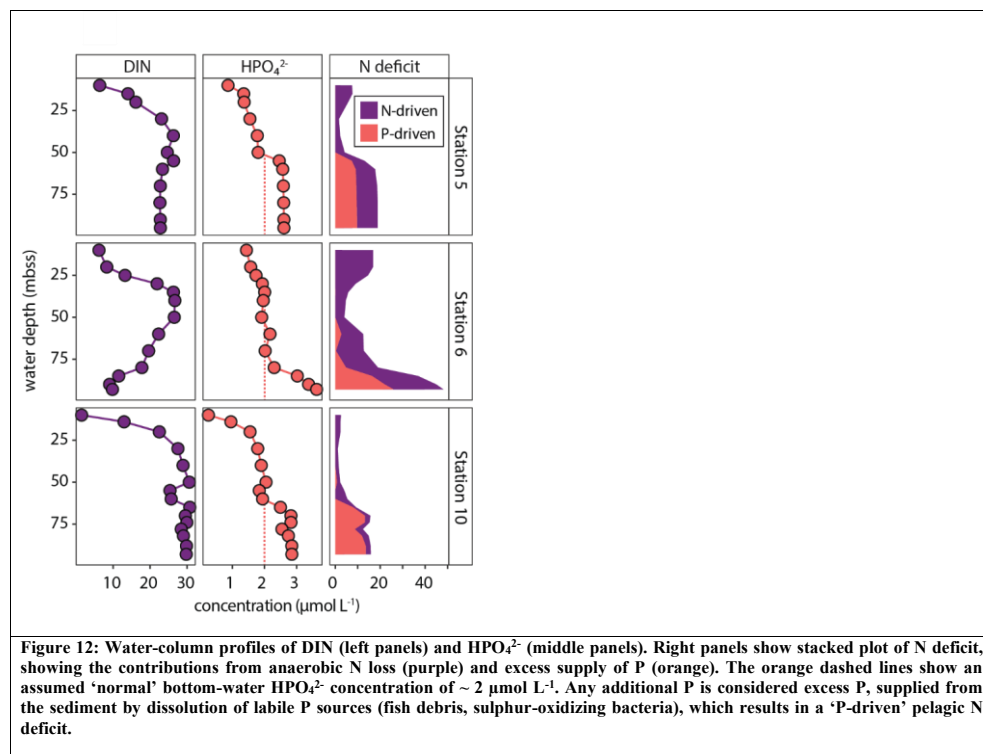 DIN
HPO₄²⁻
N deficit
N-driven
P-driven
25
50
75
Station 5
25
50
75
Station 6
25
50
75
Station 10
water depth (mbss)
10 20 30
1 2 3
0 20 40
concentration (µmol L⁻¹)
Figure 12: Water-column profiles of DIN (left panels) and HPO₄²⁻ (middle panels). Right panels show stacked plot of N deficit,
showing the contributions from anaerobic N loss (purple) and excess supply of P (orange). The orange dashed lines show an
assumed ‘normal’ bottom-water HPO₄²⁻ concentration of ~ 2 µmol L⁻¹. Any additional P is considered excess P, supplied from
the sediment by dissolution of labile P sources (fish debris, sulphur-oxidizing bacteria), which results in a ‘P-driven’ pelagic N
deficit.